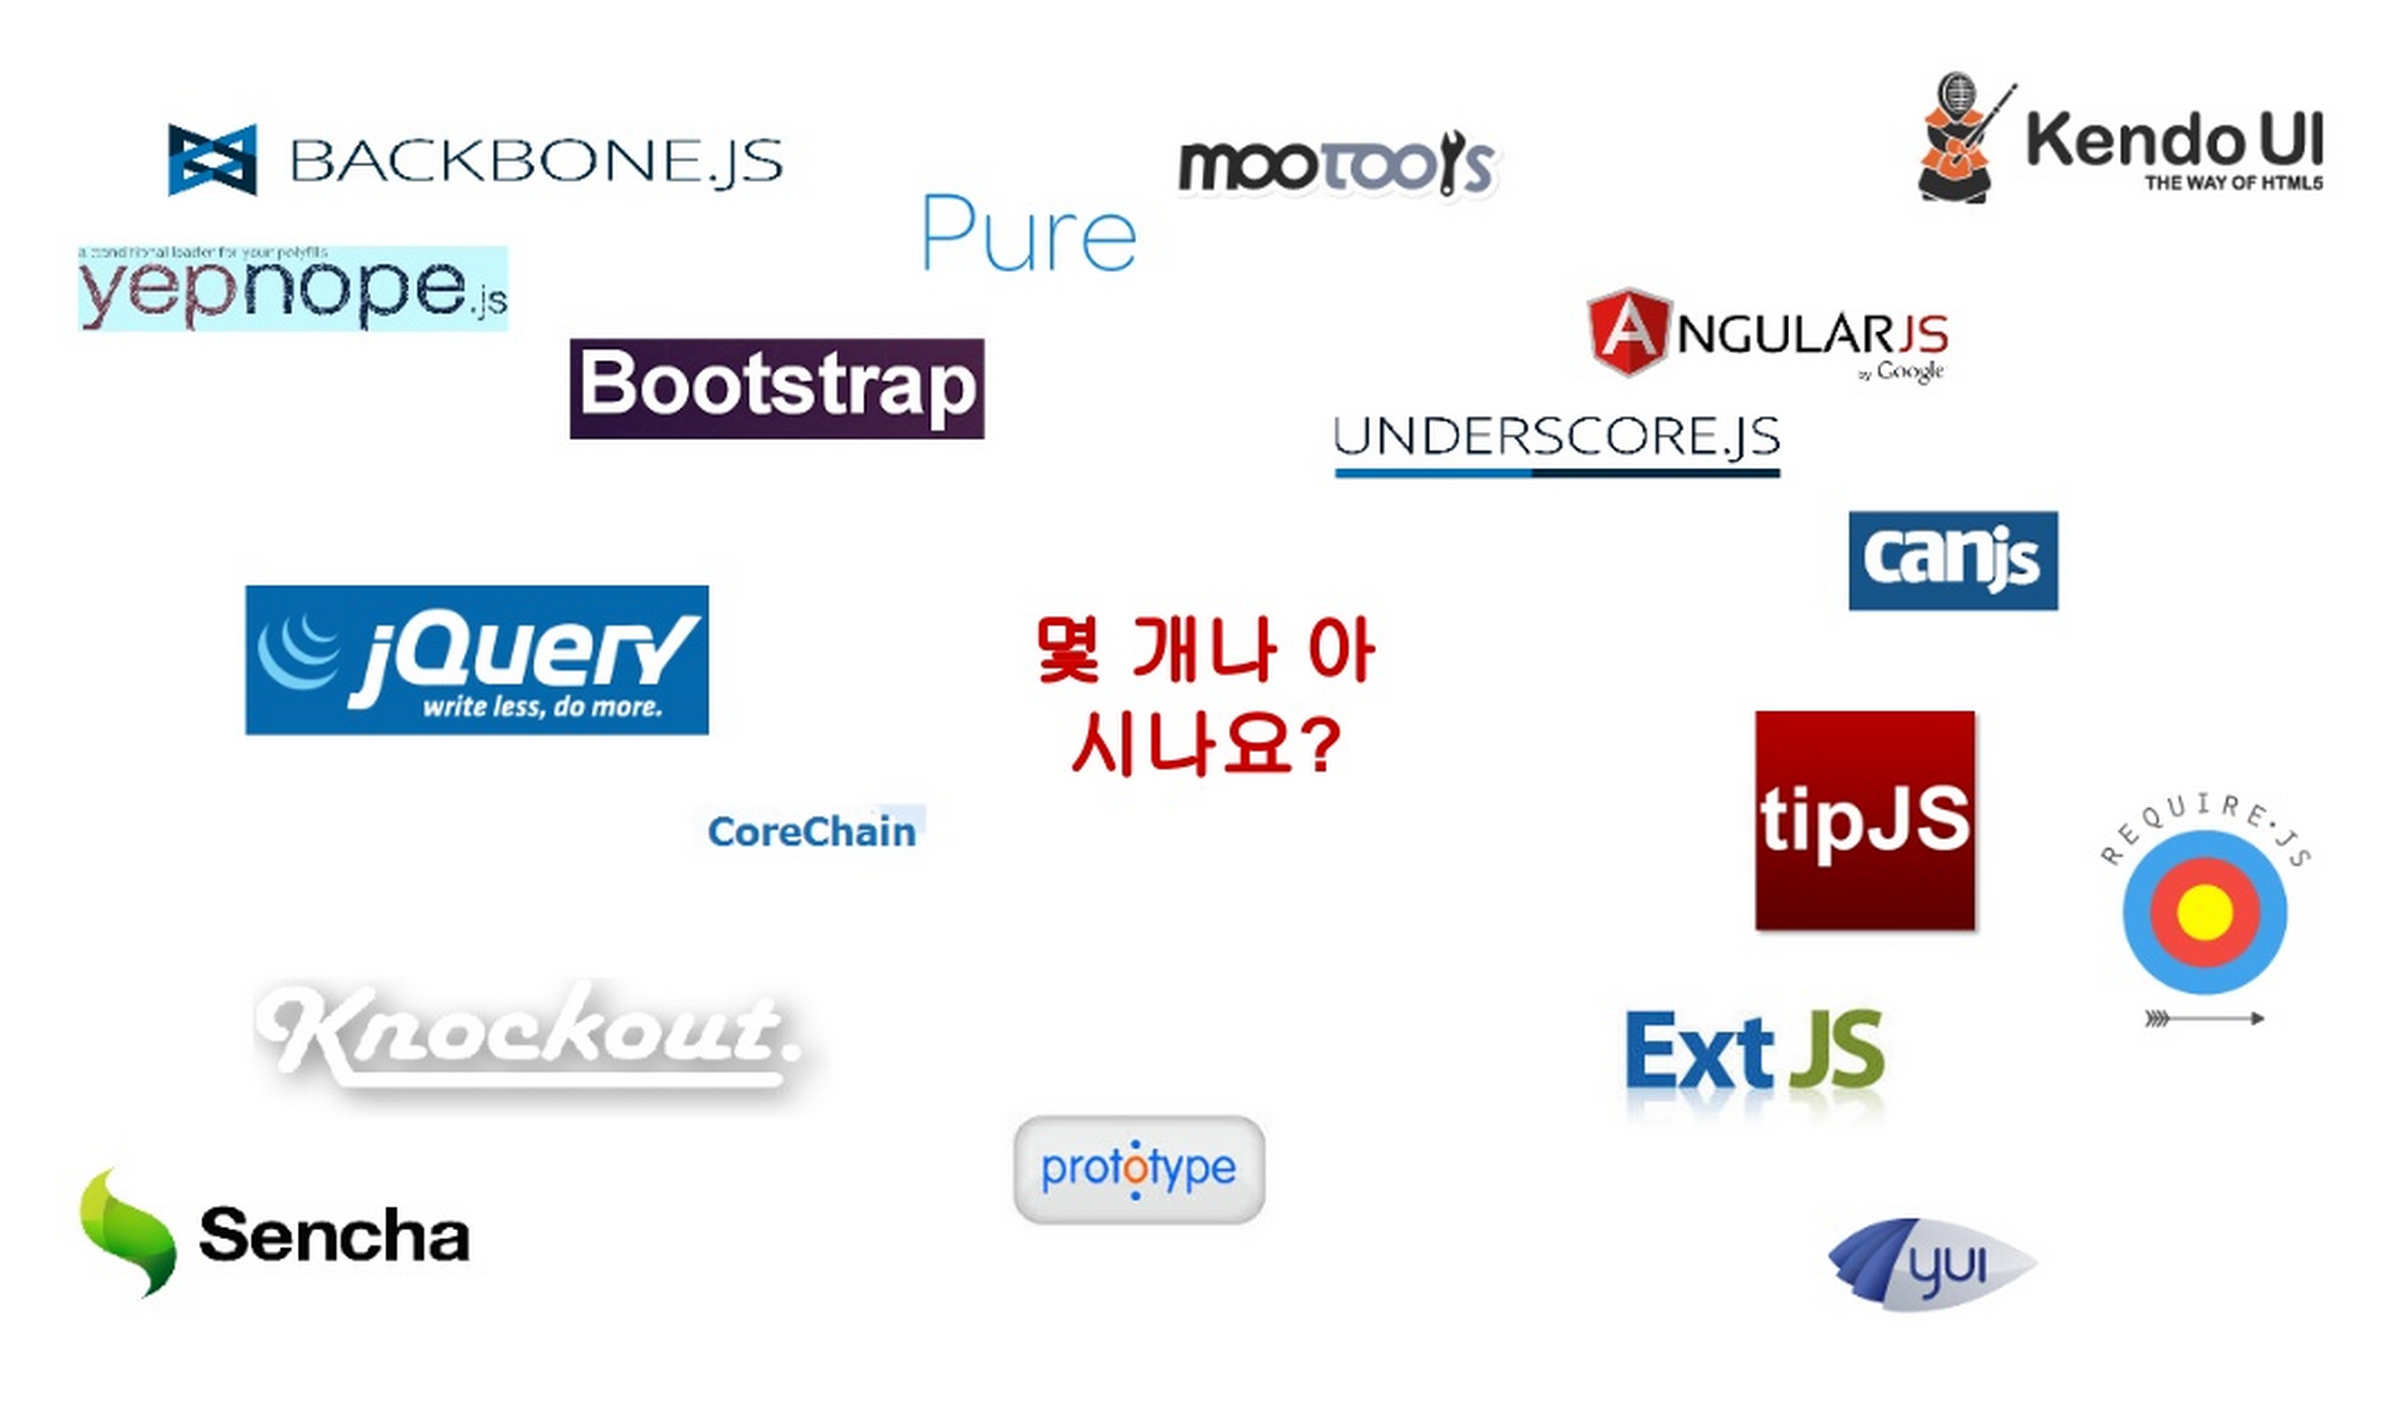 BACKBONE.JS
mootools
Kendo UI
THE WAY OF HTML5
Pure
a conditional loader for your polyfills
yepnope.js
ANGULARJS
by Google
Bootstrap
UNDERSCORE.JS
canjs
jQuery
write less, do more.
몇 개나 아
시나요?
tipJS
REQUIRE.JS
CoreChain
Knockout.
Ext JS
prototype
Sencha
yui